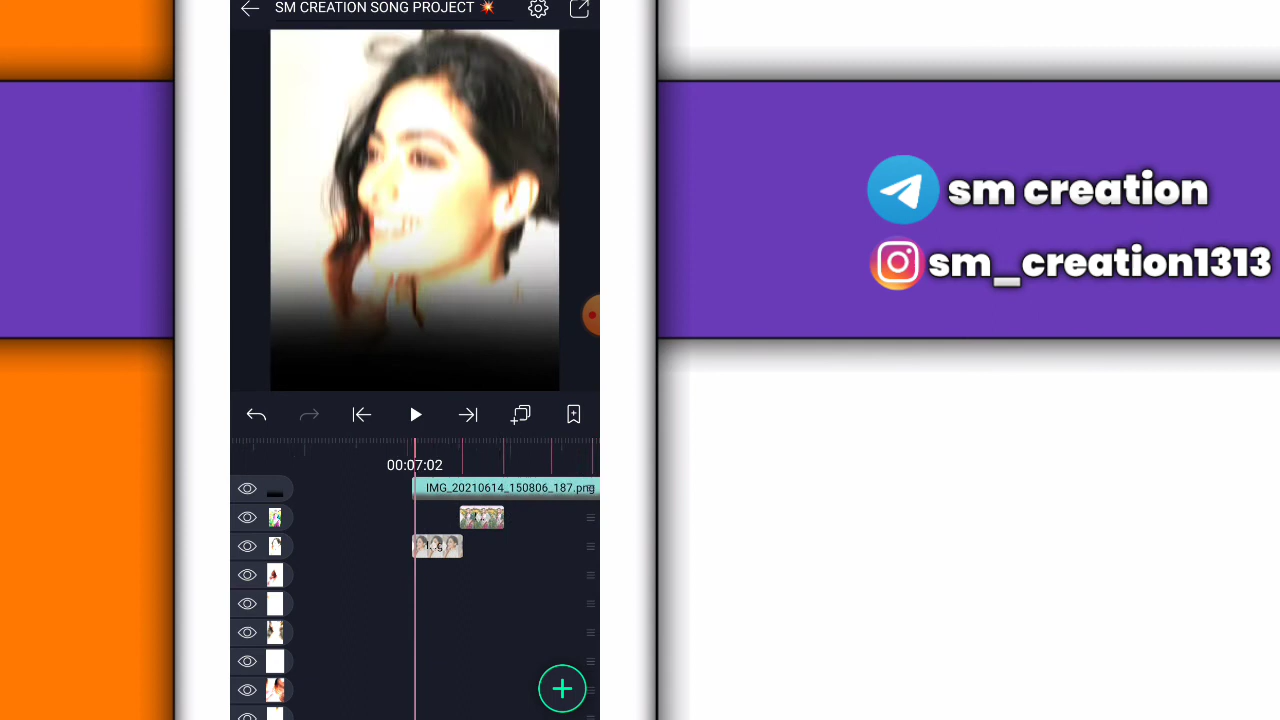 SM CREATION SONG PROJECT 💥
sm creation
sm_creation1313
00:07:02
IMG_20210614_150806_187.png